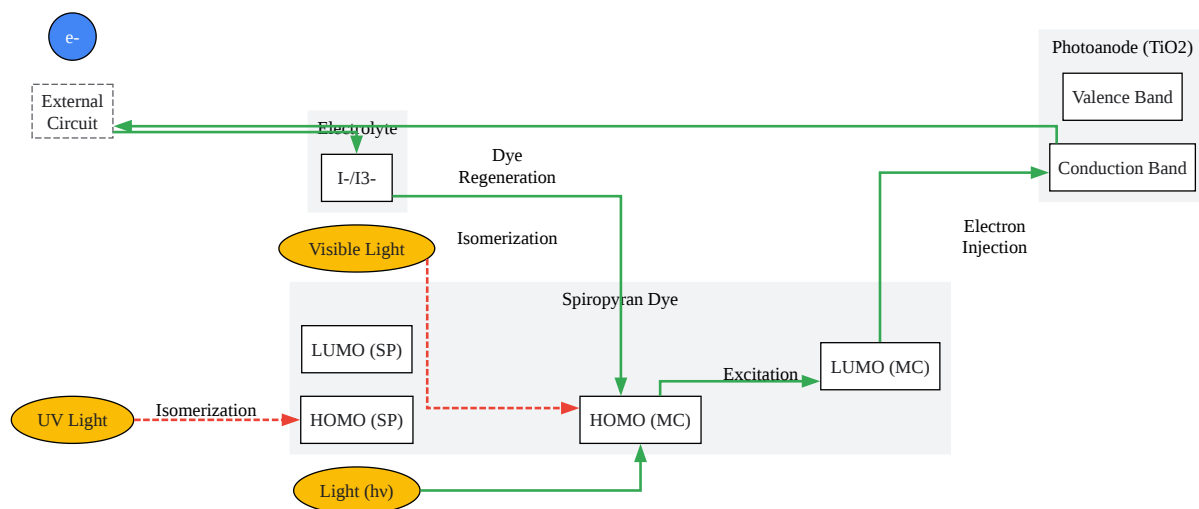 e-
External
Circuit
Electrolyte
I-/I3-
Dye
Regeneration
Photoanode (TiO2)
Valence Band
Conduction Band
Visible Light
Isomerization
Electron
Injection
Spiropyran Dye
LUMO (SP)
LUMO (MC)
Excitation
UV Light
Isomerization
HOMO (SP)
HOMO (MC)
Light (hν)